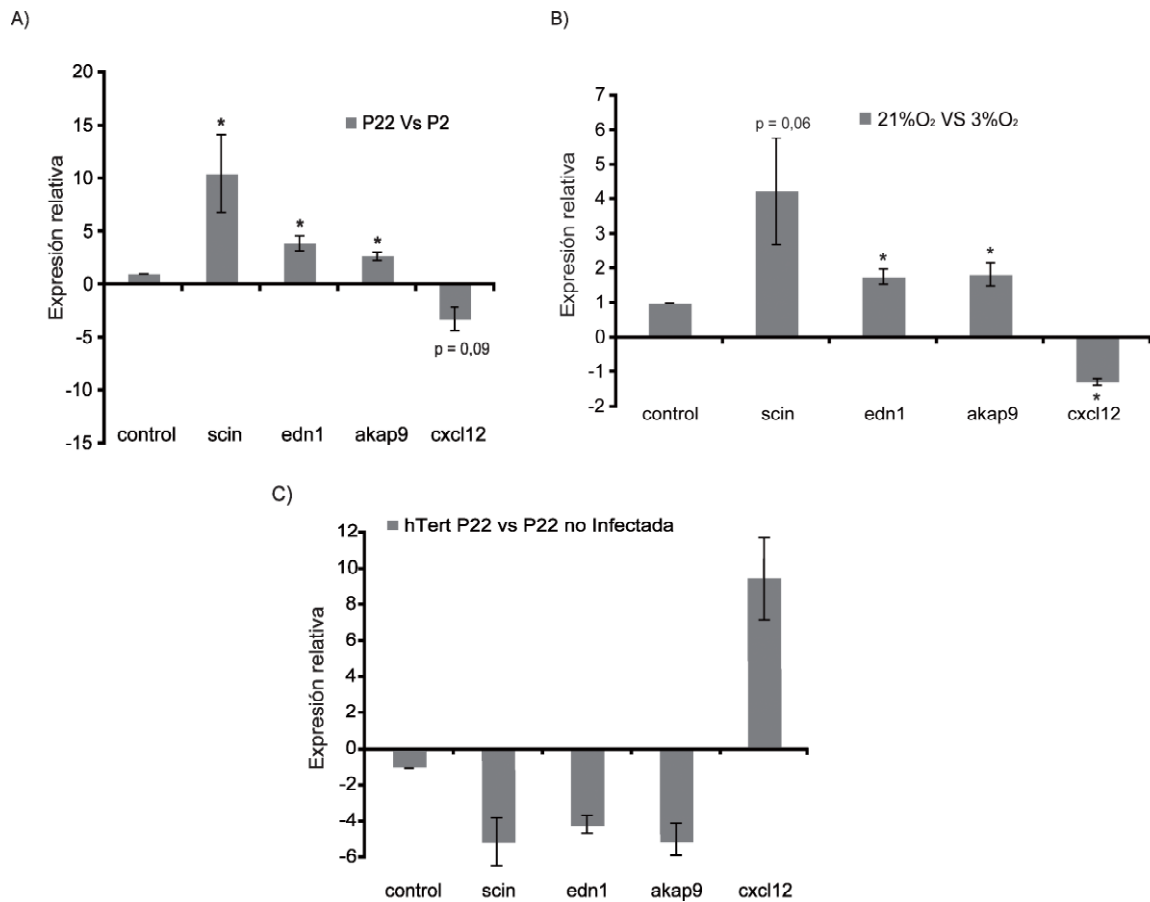 A)
P22 Vs P2
Expresión relativa
20
15
10
5
0
-5
-10
-15
*
*
*
p = 0,09
control scin edn1 akap9 cxcl12
B)
21%O₂ VS 3%O₂
Expresión relativa
7
6
5
4
3
2
1
0
-1
-2
p = 0,06
*
*
*
control scin edn1 akap9 cxcl12
C)
hTert P22 vs P22 no Infectada
Expresión relativa
12
10
8
6
4
2
0
-2
-4
-6
control scin edn1 akap9 cxcl12